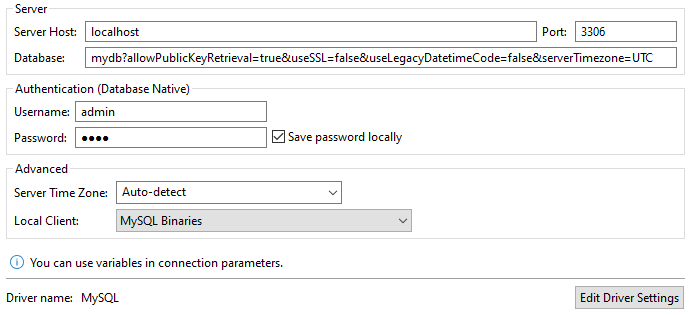 Server
Server Host: localhost Port: 3306
Database: mydb?allowPublicKeyRetrieval=true&useSSL=false&useLegacyDatetimeCode=false&serverTimezone=UTC
Authentication (Database Native)
Username: admin
Password: ●●●● Save password locally
Advanced
Server Time Zone: Auto-detect
Local Client: MySQL Binaries
You can use variables in connection parameters.
Driver name: MySQL Edit Driver Settings